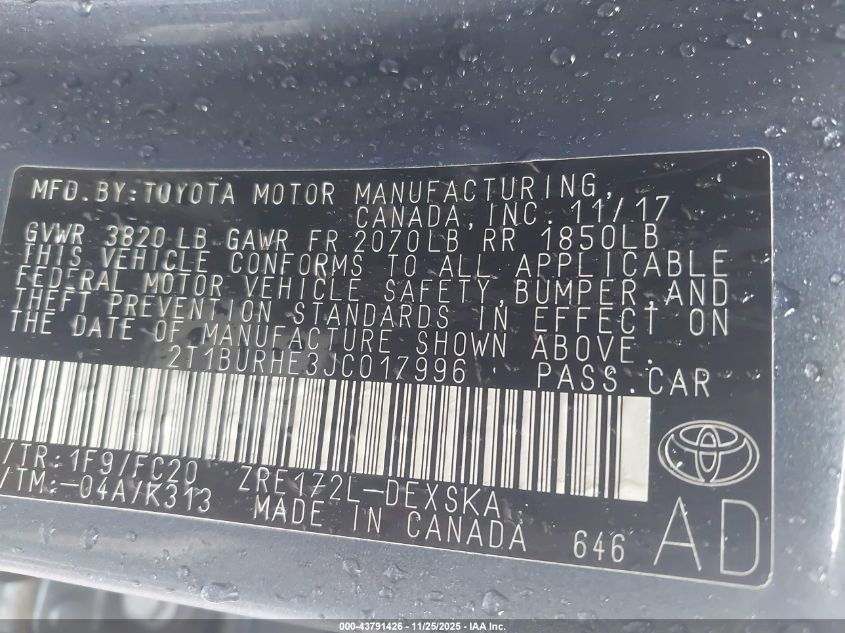 MFD.BY:TOYOTA MOTOR MANUFACTURING,
CANADA, INC. 11/17
GVWR 3820 LB GAWR FR 2070LB RR 1850LB
THIS VEHICLE CONFORMS TO ALL APPLICABLE
FEDERAL MOTOR VEHICLE SAFETY, BUMPER, AND
THEFT PREVENTION STANDARDS IN EFFECT ON
THE DATE OF MANUFACTURE SHOWN ABOVE.
2T1BURHE3JC017996 PASS.CAR
/TR:1F9/FC20 ZRE172L-DEXSKA
/TM:-04A/K313 MADE IN CANADA 646 AD
000-43791426 - 11/25/2025 - IAA Inc.